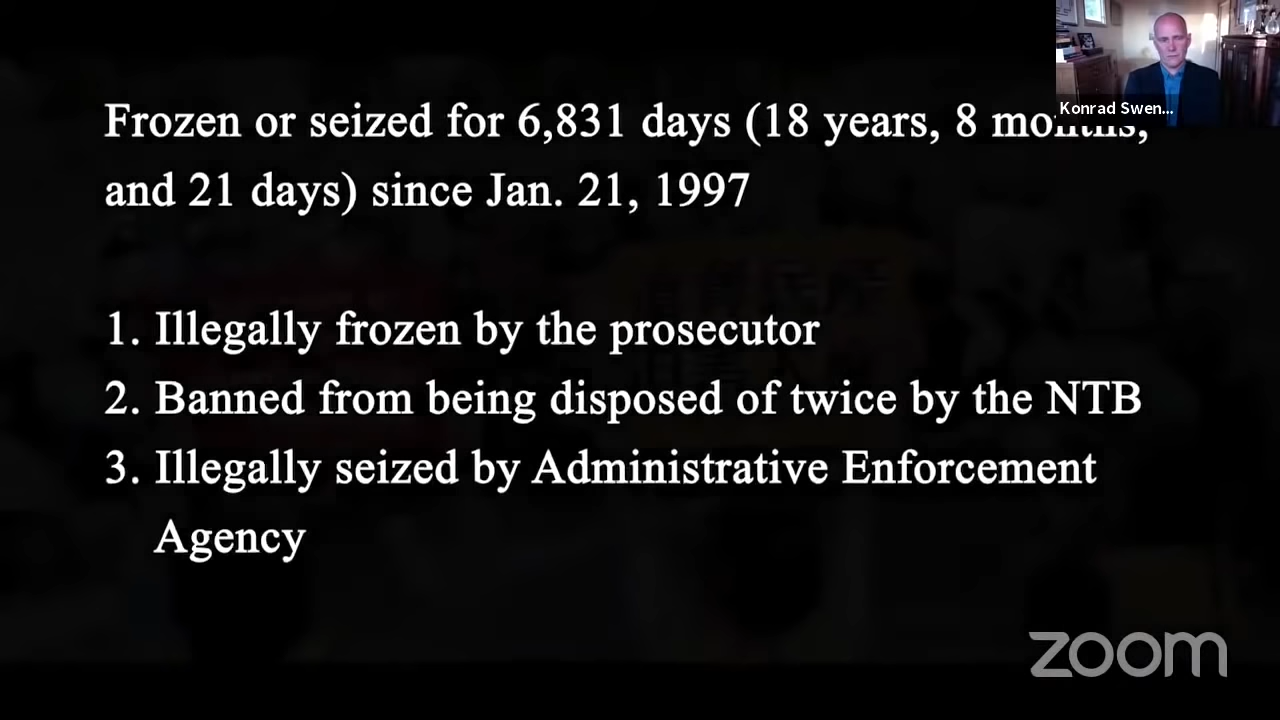 Frozen or seized for 6,831 days (18 years, 8 months,
and 21 days) since Jan. 21, 1997
1. Illegally frozen by the prosecutor
2. Banned from being disposed of twice by the NTB
3. Illegally seized by Administrative Enforcement
Agency
Konrad Swen...
zoom